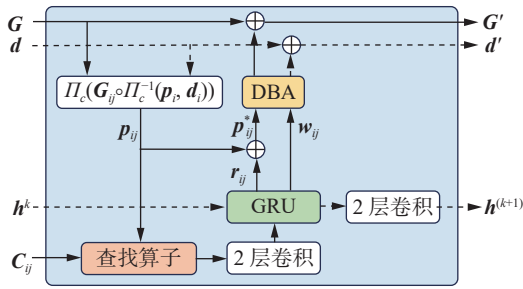 G G′
d d′
Π_c(G_ij∘Π_c^−1(p_i, d_i)) DBA
p_ij p*_ij w_ij
r_ij
h^k GRU 2 层卷积 h^(k+1)
C_ij 查找算子 2 层卷积